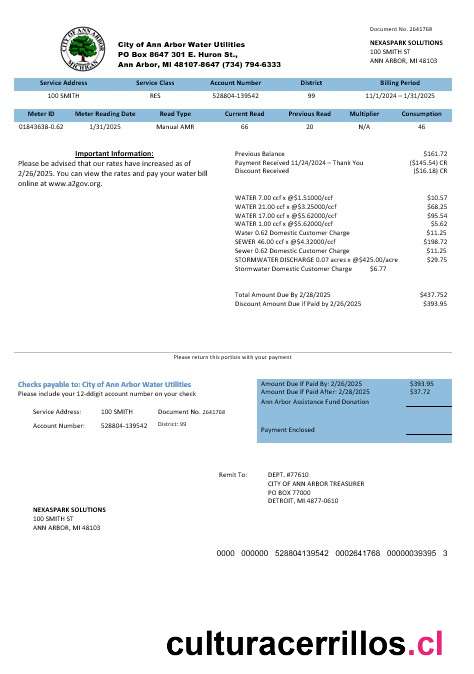 Document No. 2641768
CITY OF ANN ARBOR
MICHIGAN
City of Ann Arbor Water Utilities
PO Box 8647 301 E. Huron St.,
Ann Arbor, MI 48107-8647 / (734) 794-6333
NEXASPARK SOLUTIONS
100 SMITH ST
ANN ARBOR, MI 48103
Service Address Service Class Account Number District Billing Period
100 SMITH RES 528804-139542 99 11/1/2024 – 1/31/2025
Meter ID Meter Reading Date Read Type Current Read Previous Read Multiplier Consumption
01843638-0.62 1/31/2025 Manual AMR 66 20 N/A 46
Important Information:
Please be advised that our rates have increased as of
2/26/2025. You can view the rates and pay your water bill
online at www.a2gov.org.
Previous Balance $161.72
Payment Received 11/24/2024 – Thank You ($145.54) CR
Discount Received ($16.18) CR
WATER 7.00 ccf x @$1.51000/ccf $10.57
WATER 21.00 ccf x @$3.25000/ccf $68.25
WATER 17.00 ccf x @$5.62000/ccf $95.54
WATER 1.00 ccf x @$5.62000/ccf $5.62
Water 0.62 Domestic Customer Charge $11.25
SEWER 46.00 ccf x @$4.32000/ccf $198.72
Sewer 0.62 Domestic Customer Charge $11.25
STORMWATER DISCHARGE 0.07 acres x @$425.00/acre $29.75
Stormwater Domestic Customer Charge $6.77
Total Amount Due By 2/28/2025 $437.752
Discount Amount Due If Paid by 2/26/2025 $393.95
Please return this portion with your payment
Checks payable to: City of Ann Arbor Water Utilities
Please include your 12-ddigit account number on your check
Service Address: 100 SMITH Document No. 2641768
Account Number: 528804-139542 District: 99
Amount Due If Paid By: 2/26/2025 $393.95
Amount Due If Paid After: 2/28/2025 $37.72
Ann Arbor Assistance Fund Donation
Payment Enclosed
Remit To: DEPT. #77610
CITY OF ANN ARBOR TREASURER
PO BOX 77000
DETROIT, MI 4877-0610
NEXASPARK SOLUTIONS
100 SMITH ST
ANN ARBOR, MI 48103
0000 000000 528804139542 0002641768 00000039395 3
culturacerrillos.cl